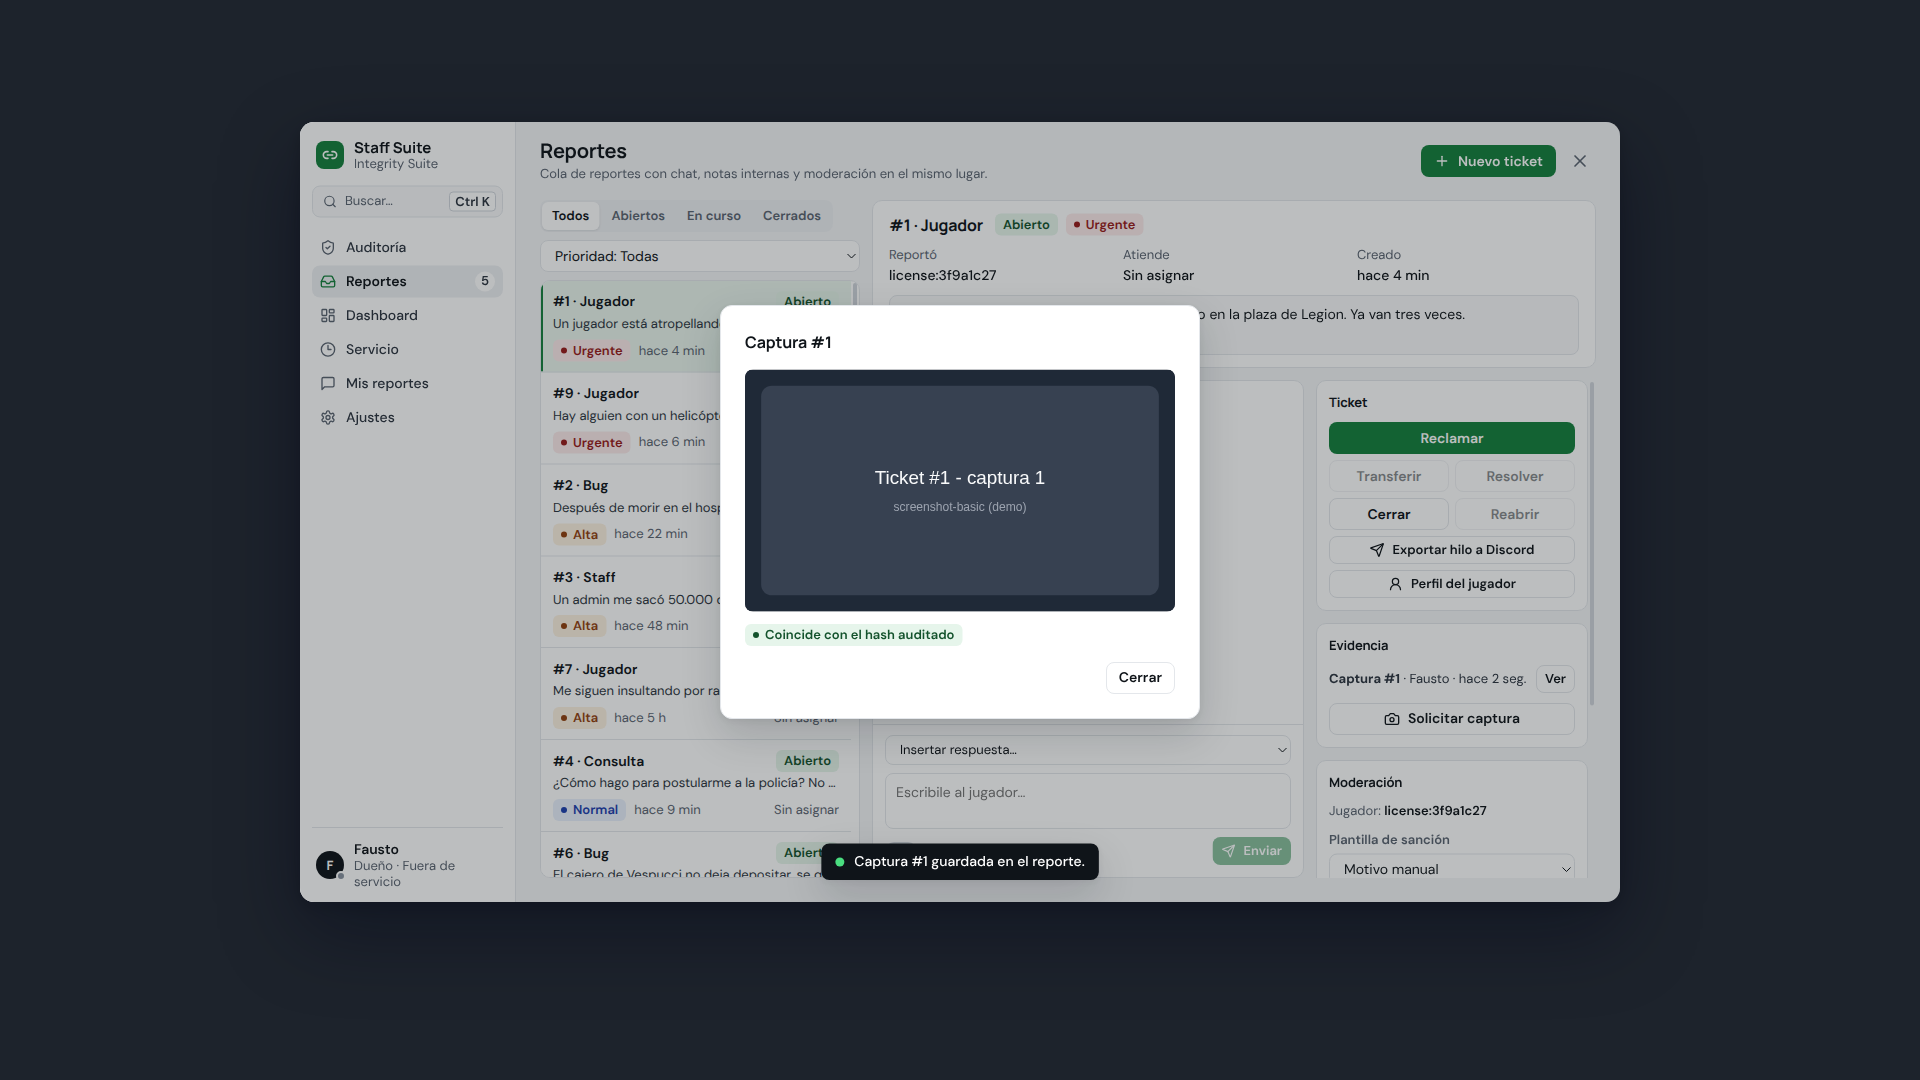 Staff Suite
Integrity Suite
Buscar...
Ctrl K
Auditoría
Reportes
5
Dashboard
Servicio
Mis reportes
Ajustes
F
Fausto
Dueño · Fuera de
servicio
Reportes
Cola de reportes con chat, notas internas y moderación en el mismo lugar.
+ Nuevo ticket
Todos
Abiertos
En curso
Cerrados
Prioridad: Todas
#1 · Jugador
Abierto
Un jugador está atropelland
Urgente
hace 4 min
#9 · Jugador
Hay alguien con un helicópt
Urgente
hace 6 min
#2 · Bug
Después de morir en el hosp
Alta
hace 22 min
#3 · Staff
Un admin me sacó 50.000
Alta
hace 48 min
#7 · Jugador
Me siguen insultando por ra
Alta
hace 5 h
Sin asignar
#4 · Consulta
Abierto
¿Cómo hago para postularme a la policía? No ...
Normal
hace 9 min
Sin asignar
#6 · Bug
Abiert
El cajero de Vespucci no deja depositar, se q
#1 · Jugador
Abierto
Urgente
Reportó
Atiende
Creado
license:3f9a1c27
Sin asignar
hace 4 min
o en la plaza de Legion. Ya van tres veces.
Captura #1
Ticket #1 - captura 1
screenshot-basic (demo)
Coincide con el hash auditado
Cerrar
Insertar respuesta...
Escribile al jugador...
Enviar
Captura #1 guardada en el reporte.
Ticket
Reclamar
Transferir
Resolver
Cerrar
Reabrir
Exportar hilo a Discord
Perfil del jugador
Evidencia
Captura #1 · Fausto · hace 2 seg.
Ver
Solicitar captura
Moderación
Jugador: license:3f9a1c27
Plantilla de sanción
Motivo manual